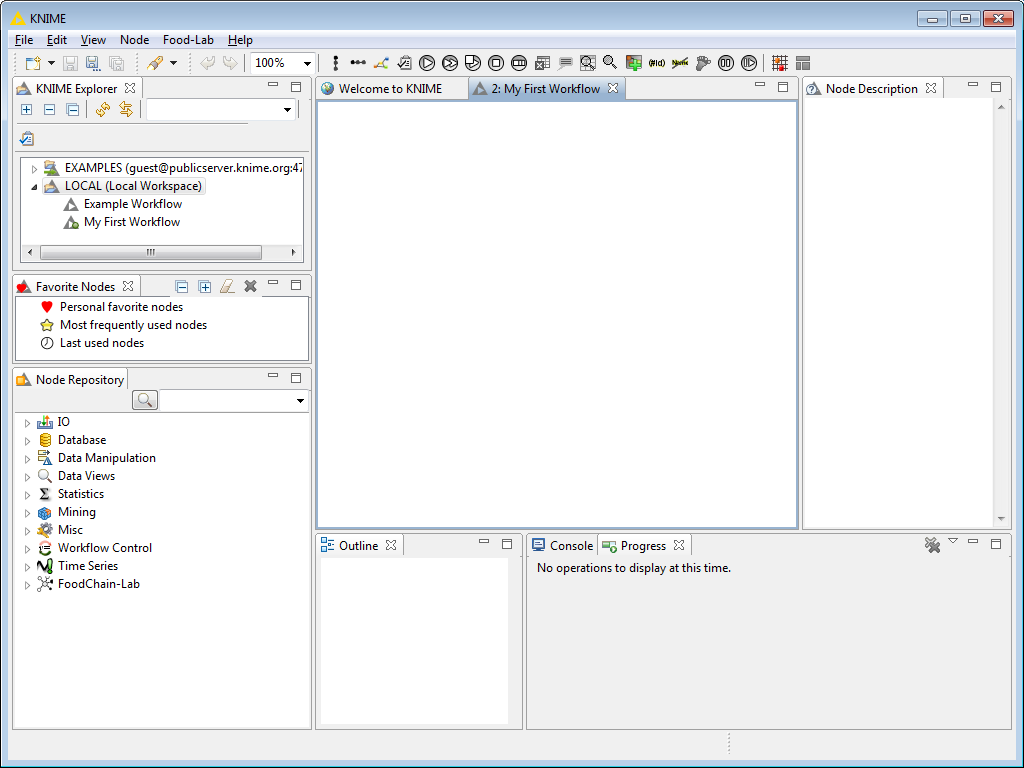 KNIME
File Edit View Node Food-Lab Help
100%
KNIME Explorer
EXAMPLES (guest@publicserver.knime.org:47
LOCAL (Local Workspace)
Example Workflow
My First Workflow
Favorite Nodes
Personal favorite nodes
Most frequently used nodes
Last used nodes
Node Repository
IO
Database
Data Manipulation
Data Views
Statistics
Mining
Misc
Workflow Control
Time Series
FoodChain-Lab
Welcome to KNIME
2: My First Workflow
Node Description
Outline
Console
Progress
No operations to display at this time.